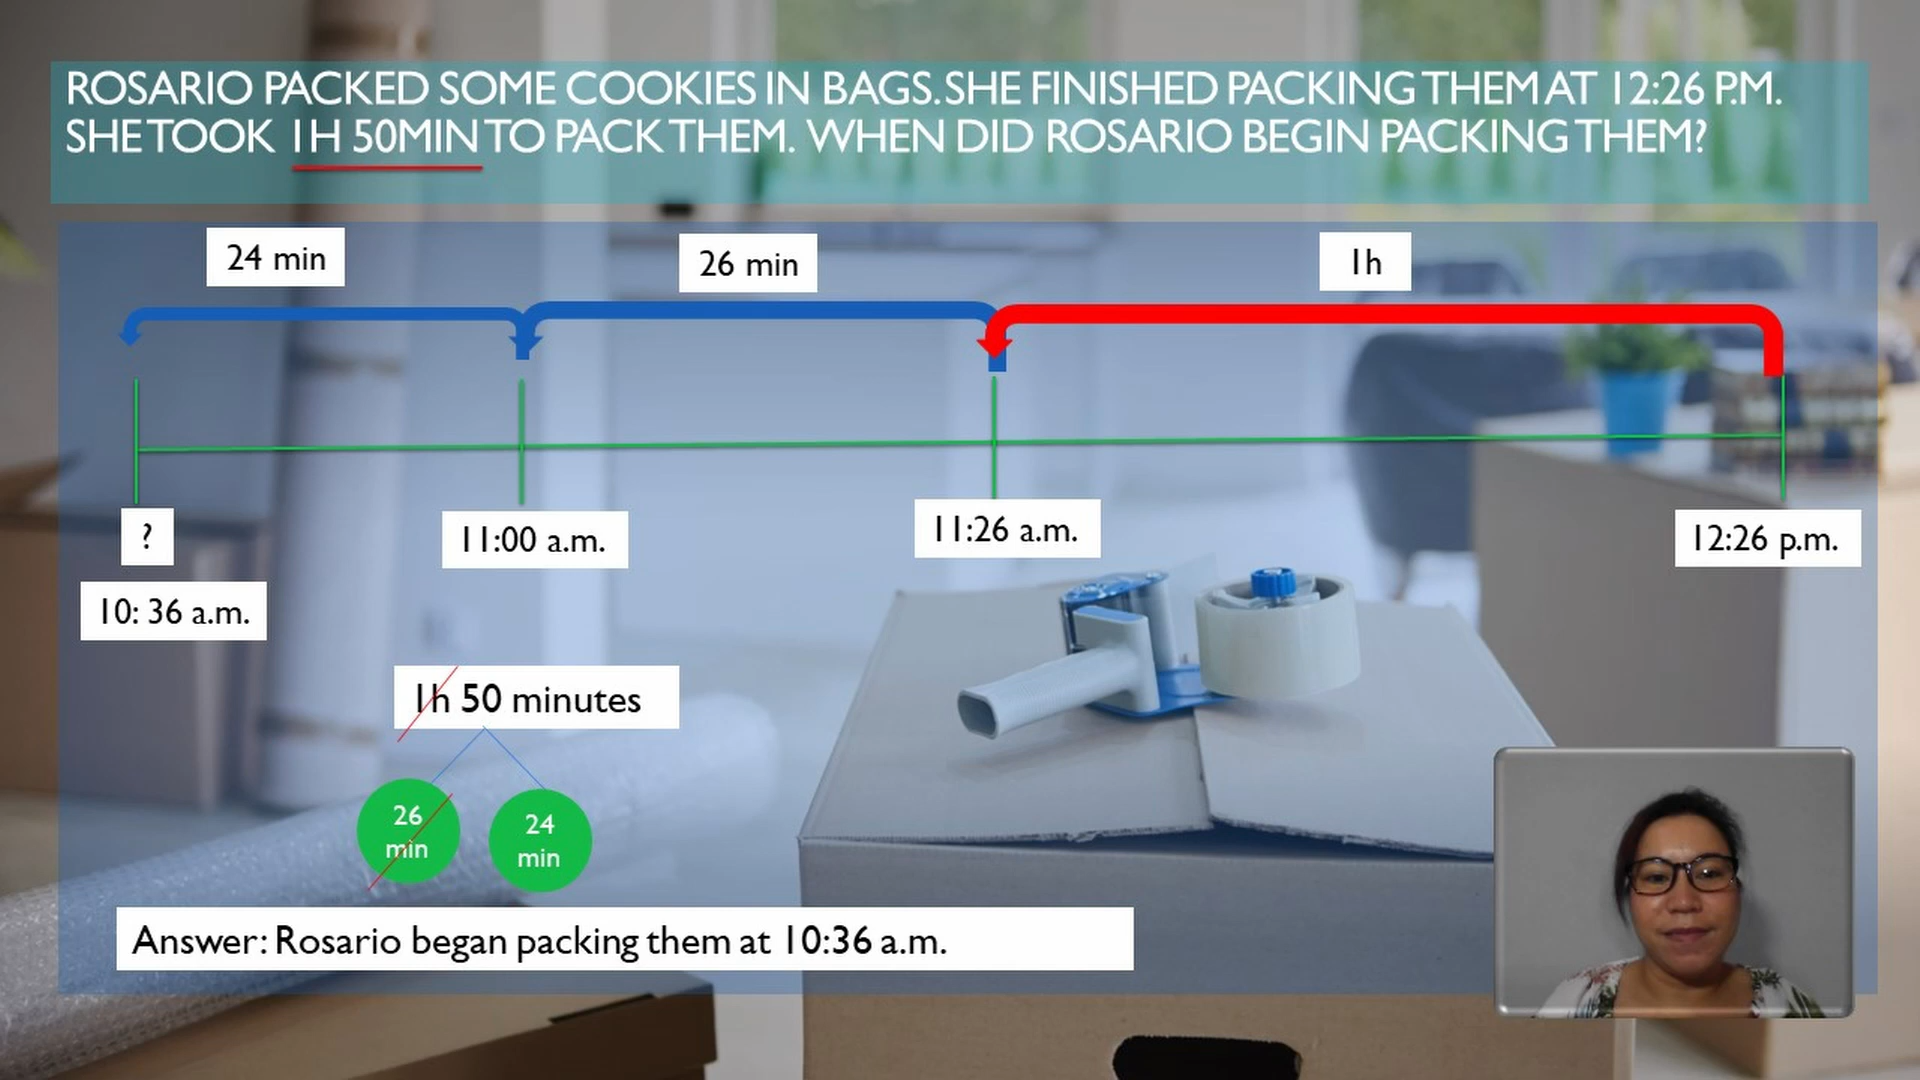 ROSARIO PACKED SOME COOKIES IN BAGS. SHE FINISHED PACKING THEM AT 12:26 P.M.
SHE TOOK 1H 50MIN TO PACK THEM. WHEN DID ROSARIO BEGIN PACKING THEM?
24 min
26 min
1h
?
11:00 a.m.
11:26 a.m.
12:26 p.m.
10: 36 a.m.
1h 50 minutes
26
min
24
min
Answer: Rosario began packing them at 10:36 a.m.